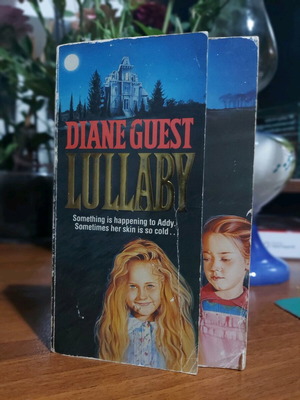 DIANE GUEST
LULLABY
Something is happening to Addy.
Sometimes her skin is so cold...